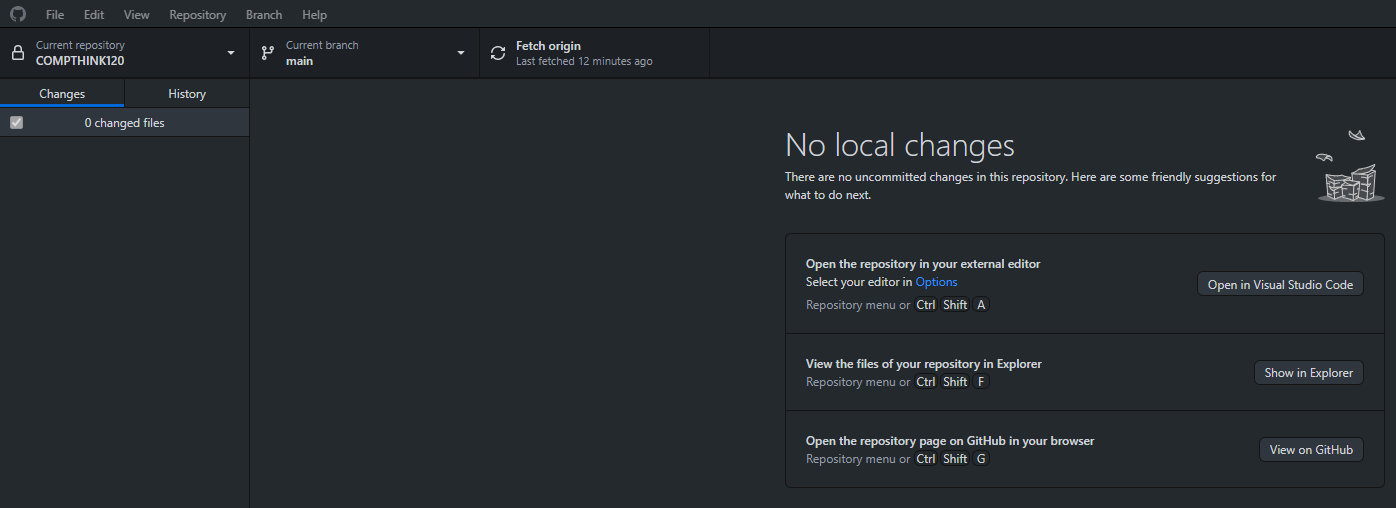 File Edit View Repository Branch Help
Current repository
COMPTHINK120
Current branch
main
Fetch origin
Last fetched 12 minutes ago
Changes
History
0 changed files
No local changes
There are no uncommitted changes in this repository. Here are some friendly suggestions for
what to do next.
Open the repository in your external editor
Select your editor in Options
Repository menu or Ctrl Shift A
Open in Visual Studio Code
View the files of your repository in Explorer
Repository menu or Ctrl Shift F
Show in Explorer
Open the repository page on GitHub in your browser
Repository menu or Ctrl Shift G
View on GitHub